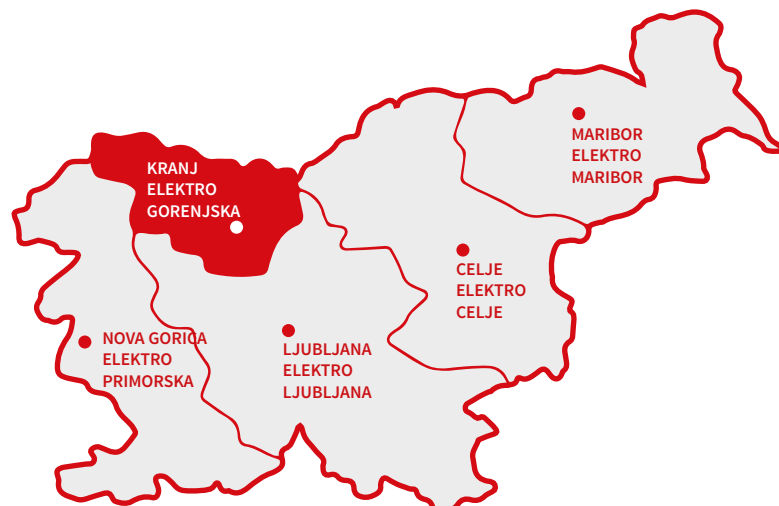 MARIBOR
ELEKTRO
MARIBOR
KRANJ
ELEKTRO
GORENJSKA
CELJE
ELEKTRO
CELJE
NOVA GORICA
ELEKTRO
PRIMORSKA
LJUBLJANA
ELEKTRO
LJUBLJANA